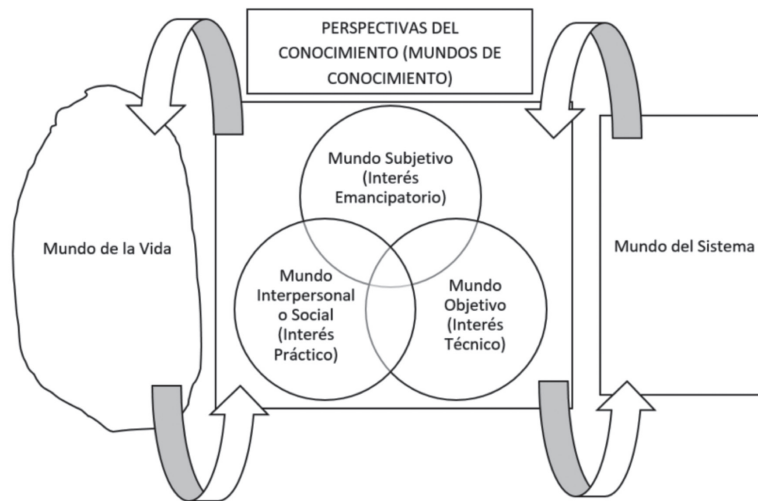 PERSPECTIVAS DEL
CONOCIMIENTO (MUNDOS DE
CONOCIMIENTO)
Mundo Subjetivo
(Interés
Emancipatorio)
Mundo de la Vida
Mundo del Sistema
Mundo
Interpersonal
o Social
(Interés
Práctico)
Mundo
Objetivo
(Interés
Técnico)